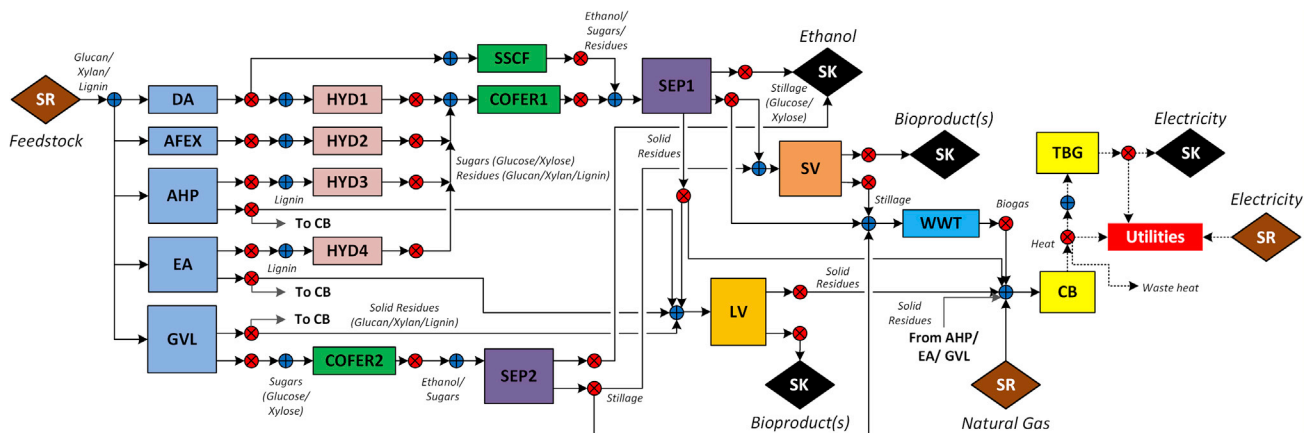 Glucan/
Xylan/
Lignin
SR
Feedstock
DA
AFEX
AHP
EA
GVL
HYD1
HYD2
HYD3
HYD4
Lignin
Lignin
To CB
To CB
To CB
SSCF
COFER1
Ethanol/
Sugars/
Residues
Sugars (Glucose/Xylose)
Residues (Glucan/Xylan/Lignin)
Solid Residues
(Glucan/Xylan/Lignin)
Sugars
(Glucose/
Xylose)
COFER2
Ethanol/
Sugars
SEP2
Stillage
SEP1
Solid
Residues
Ethanol
SK
Stillage
(Glucose/
Xylose)
SV
Bioproduct(s)
SK
Stillage
WWT
Biogas
LV
Solid
Residues
SK
Bioproduct(s)
Solid
Residues
From AHP/
EA/ GVL
SR
Natural Gas
CB
Heat
Waste heat
TBG
Electricity
SK
Utilities
Electricity
SR